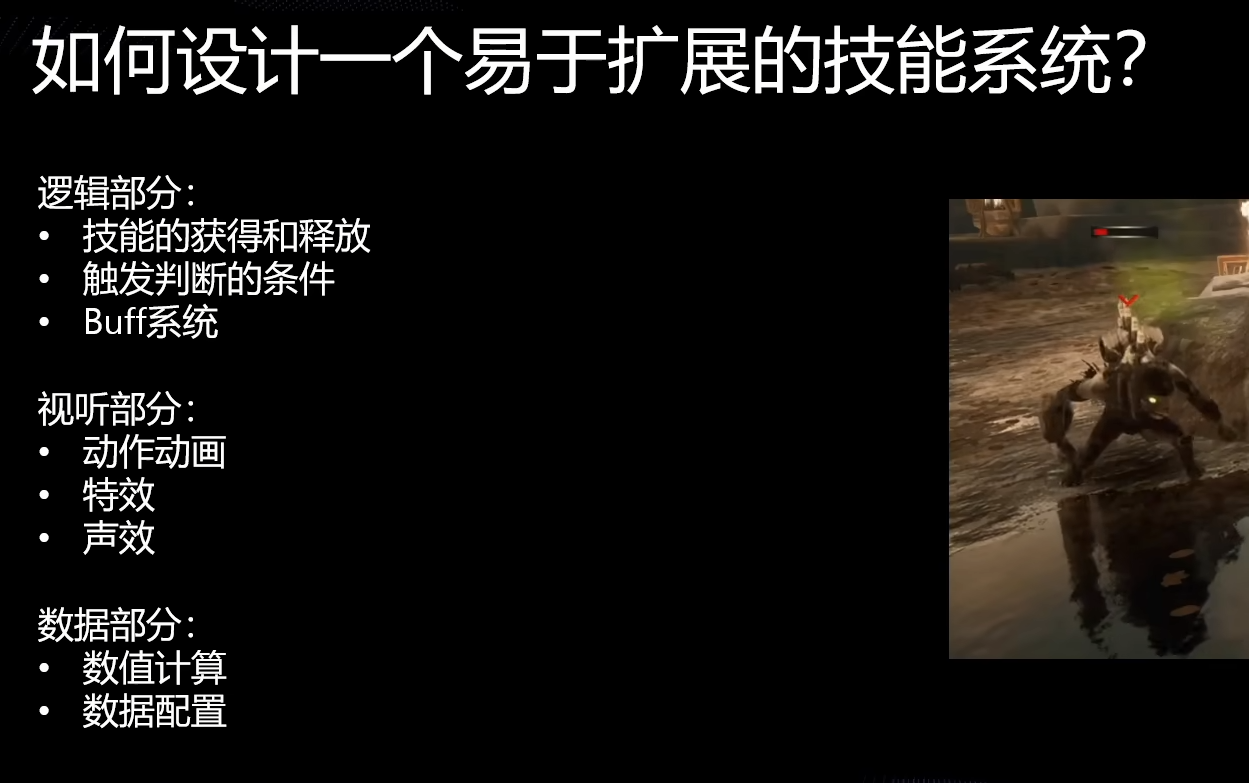 如何设计一个易于扩展的技能系统？
逻辑部分：
• 技能的获得和释放
• 触发判断的条件
• Buff系统
视听部分：
• 动作动画
• 特效
• 声效
数据部分：
• 数值计算
• 数据配置